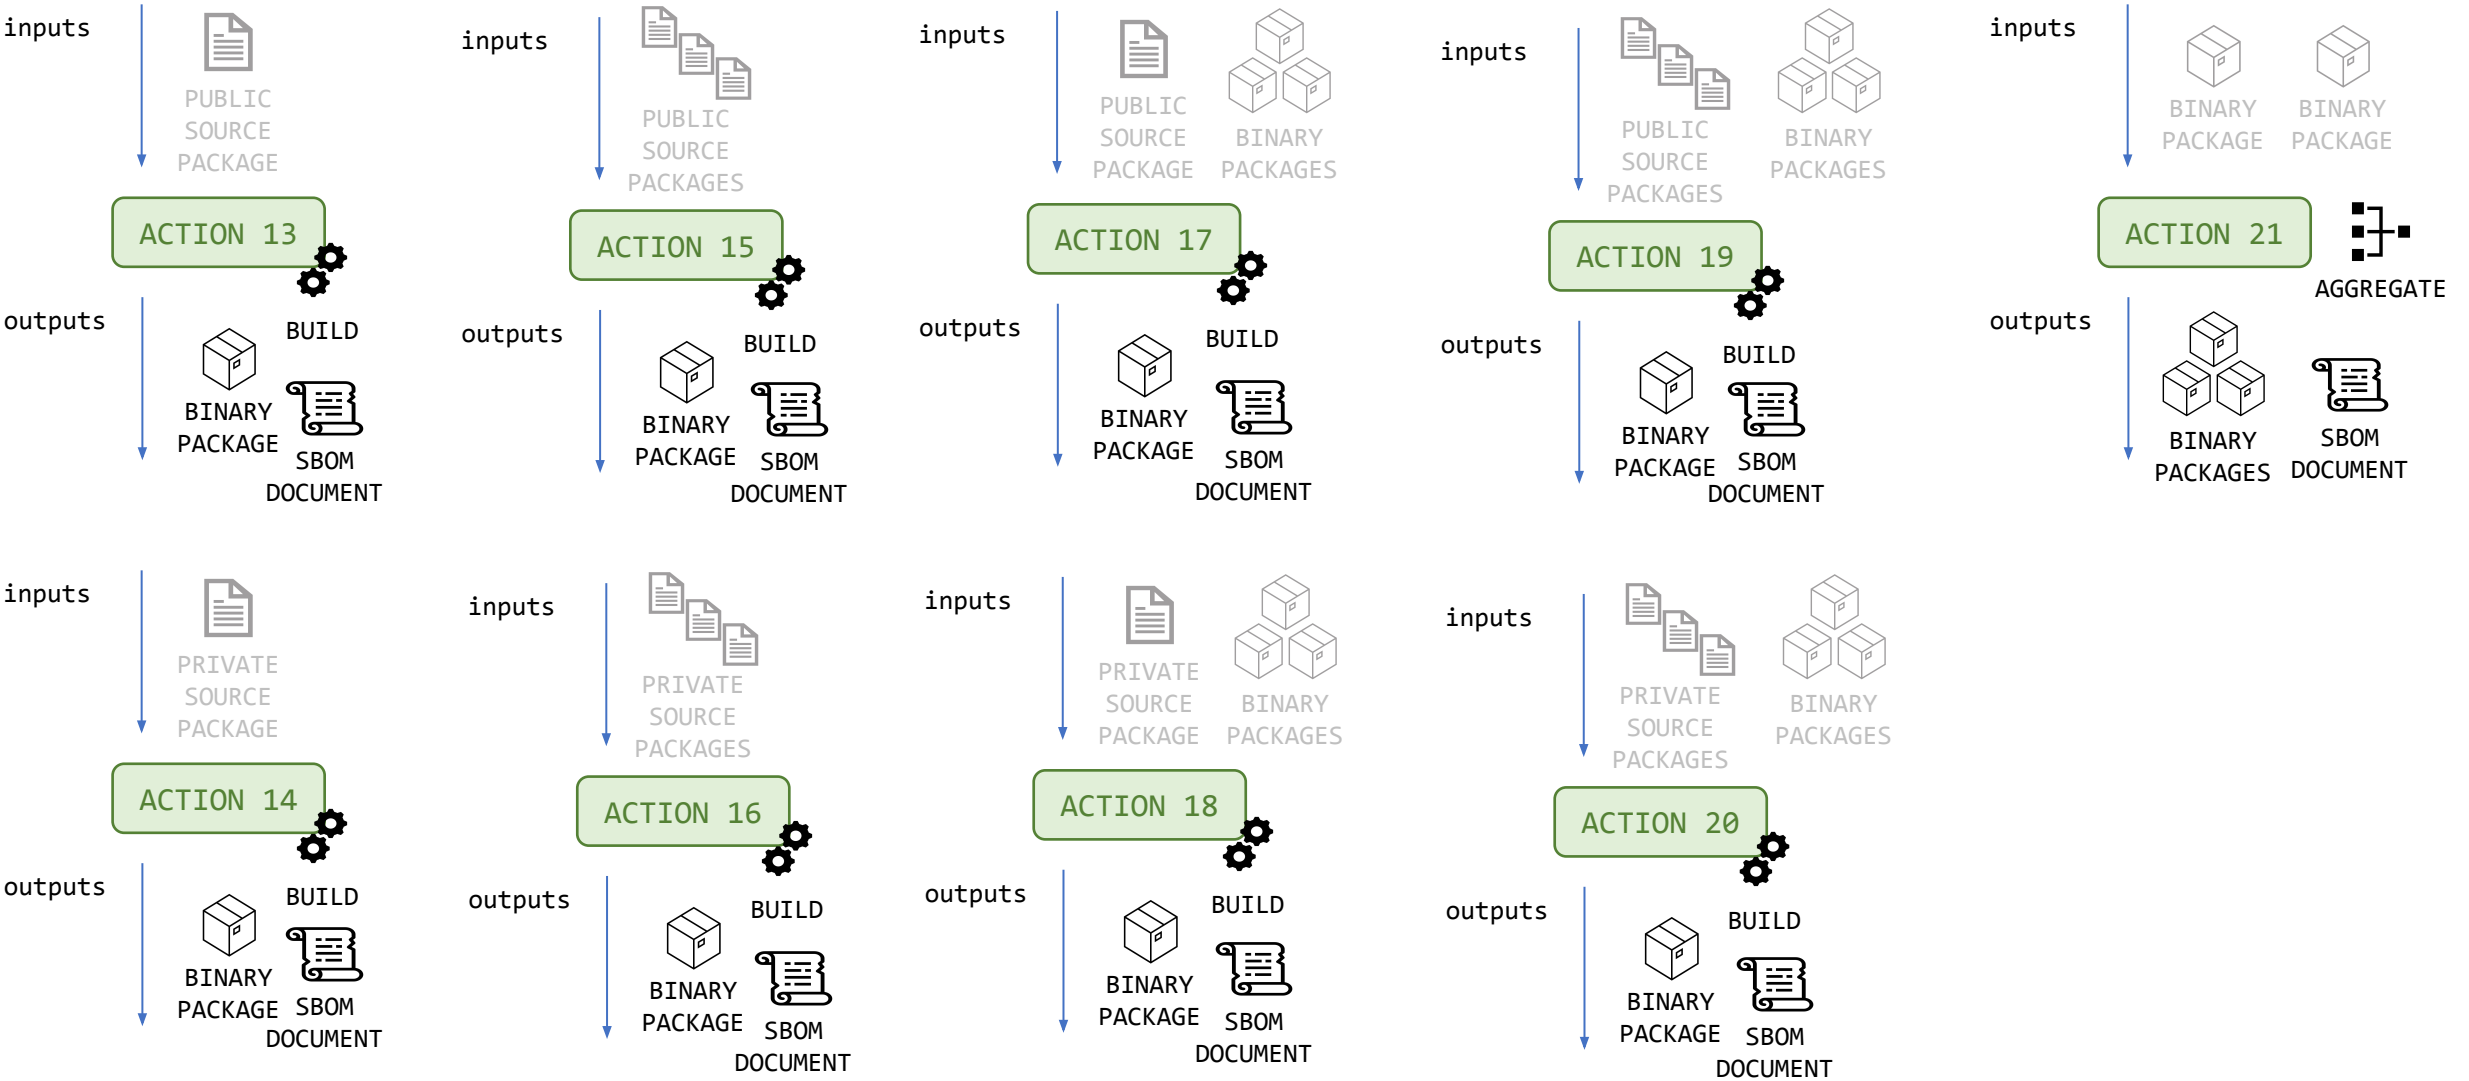 inputs
PUBLIC
SOURCE
PACKAGE
ACTION 13
outputs
BUILD
BINARY
PACKAGE
SBOM
DOCUMENT
inputs
PUBLIC
SOURCE
PACKAGES
ACTION 15
outputs
BUILD
BINARY
PACKAGE
SBOM
DOCUMENT
inputs
PUBLIC
SOURCE
PACKAGE
BINARY
PACKAGES
ACTION 17
outputs
BUILD
BINARY
PACKAGE
SBOM
DOCUMENT
inputs
PUBLIC
SOURCE
PACKAGES
BINARY
PACKAGES
ACTION 19
outputs
BUILD
BINARY
PACKAGE
SBOM
DOCUMENT
inputs
BINARY
PACKAGE
BINARY
PACKAGE
ACTION 21
AGGREGATE
outputs
BINARY
PACKAGES
SBOM
DOCUMENT
inputs
PRIVATE
SOURCE
PACKAGE
ACTION 14
outputs
BUILD
BINARY
PACKAGE
SBOM
DOCUMENT
inputs
PRIVATE
SOURCE
PACKAGES
ACTION 16
outputs
BUILD
BINARY
PACKAGE
SBOM
DOCUMENT
inputs
PRIVATE
SOURCE
PACKAGE
BINARY
PACKAGES
ACTION 18
outputs
BUILD
BINARY
PACKAGE
SBOM
DOCUMENT
inputs
PRIVATE
SOURCE
PACKAGES
BINARY
PACKAGES
ACTION 20
outputs
BUILD
BINARY
PACKAGE
SBOM
DOCUMENT